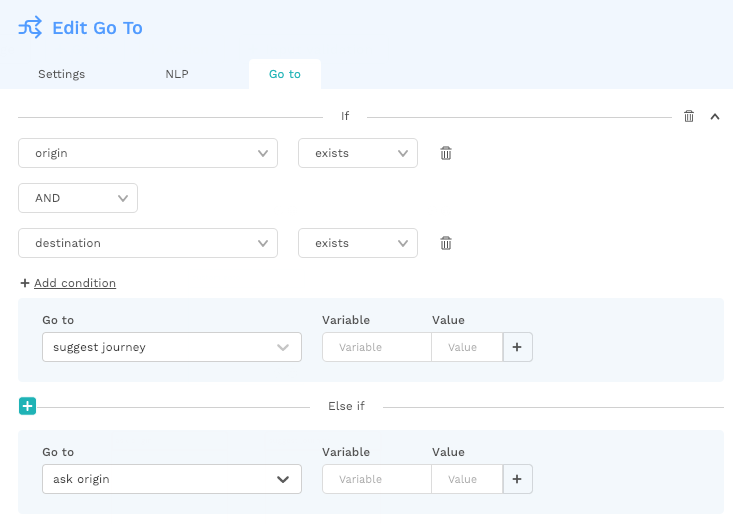 Edit Go To
Settings NLP Go to
If
origin exists
AND
destination exists
+ Add condition
Go to Variable Value
suggest journey Variable Value +
+ Else if
Go to Variable Value
ask origin Variable Value +